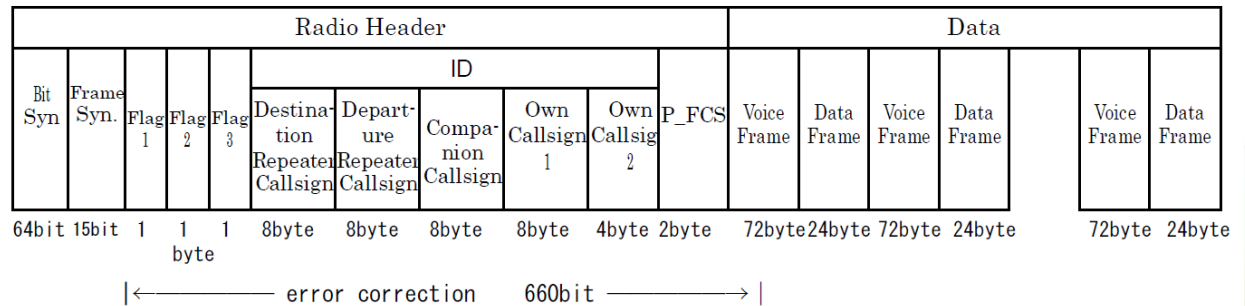 Radio Header
Data
ID
Bit
Syn
Frame
Syn.
Flag
1
Flag
2
Flag
3
Destina-
tion
Repeater
Callsign
Depart-
ure
Repeater
Callsign
Compa-
nion
Callsign
Own
Callsign
1
Own
Callsig
2
P_FCS
Voice
Frame
Data
Frame
Voice
Frame
Data
Frame
Voice
Frame
Data
Frame
64bit 15bit 1 1 1 8byte 8byte 8byte 8byte 4byte 2byte 72byte 24byte 72byte 24byte 72byte 24byte
byte
error correction 660bit